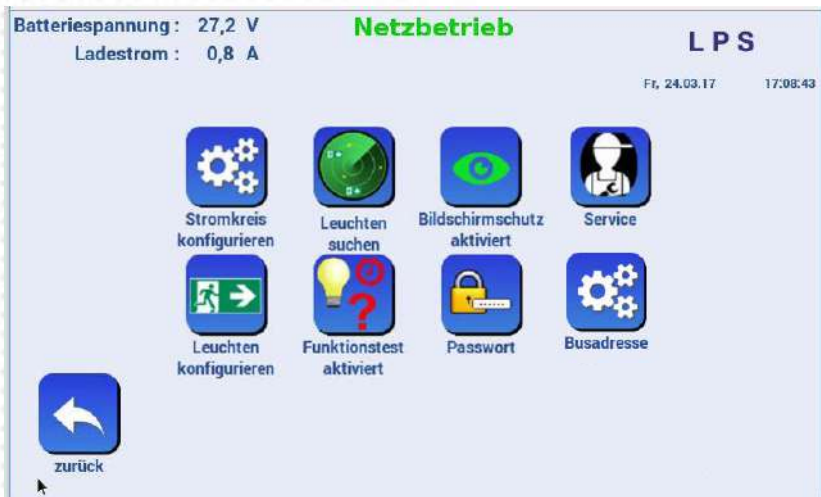 Batteriespannung : 27,2 V
Netzbetrieb
Ladestrom : 0,8 A
LPS
Fr, 24.03.17 17:08:43
Stromkreis
konfigurieren
Leuchten
suchen
Bildschirmschutz
aktiviert
Service
Leuchten
konfigurieren
Funktionstest
aktiviert
Passwort
Busadresse
zurück